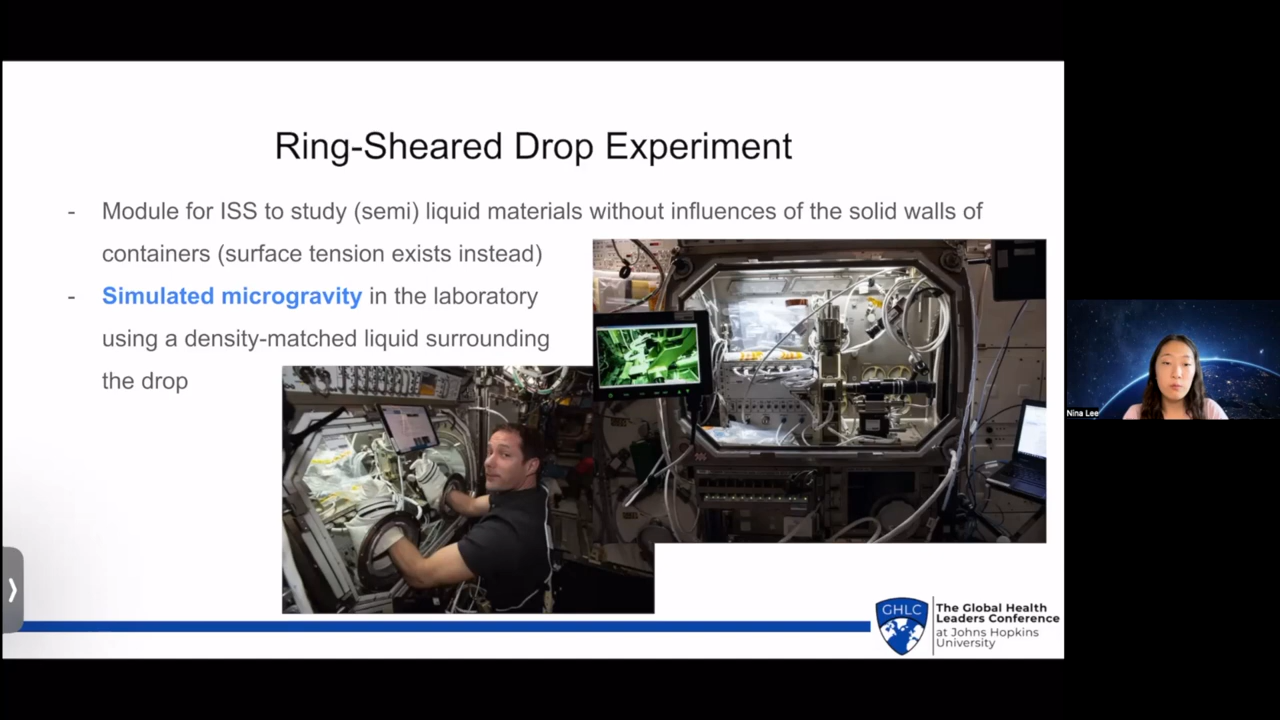 Ring-Sheared Drop Experiment
- Module for ISS to study (semi) liquid materials without influences of the solid walls of
containers (surface tension exists instead)
- Simulated microgravity in the laboratory
using a density-matched liquid surrounding
the drop
Nina Lee
GHLC
The Global Health
Leaders Conference
at Johns Hopkins
University